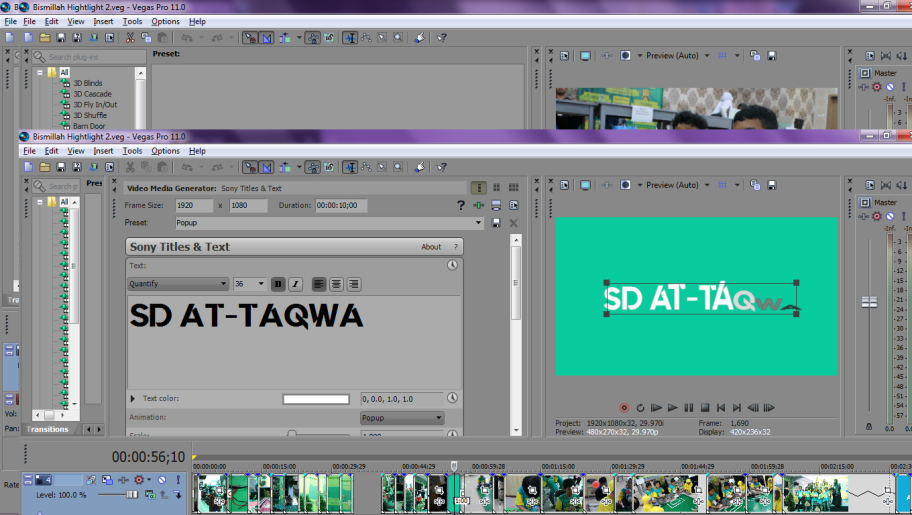 Bismillah Hightlight 2.veg - Vegas Pro 11.0
File File Edit View Insert Tools Options Help
Search plug-ins
Preset:
Preview (Auto)
Master
All
3D Blinds
3D Cascade
3D Fly In/Out
3D Shuffle
Barn Door
-Inf. -Inf.
Bismillah Hightlight 2.veg - Vegas Pro 11.0
File Edit View Insert Tools Options Help
Search p
Pres
Video Media Generator: Sony Titles & Text
Preview (Auto)
Master
All
Frame Size: 1920 x 1080 Duration: 00:00:10;00
Preset: Popup
Sony Titles & Text About ?
Text:
Quantify 36 B I
SD AT-TAQWA
SD AT-TAQWA
Text color: 0, 0.0, 1.0, 1.0
Animation: Popup
Scale: 1.000
Project: 1920x1080x32, 29.970i Frame: 1,690
Preview: 480x270x32, 29.970p Display: 420x236x32
Transitions
Vol:
Pan:
Rate
00:00:56;10
00:00:00;00 00:00:15;00 00:00:29;29 00:00:44;29 00:00:59;28 00:01:15;00 00:01:29;29 00:01:44;29 00:01:59;28 00:02:15;00
4
Level: 100.0 %